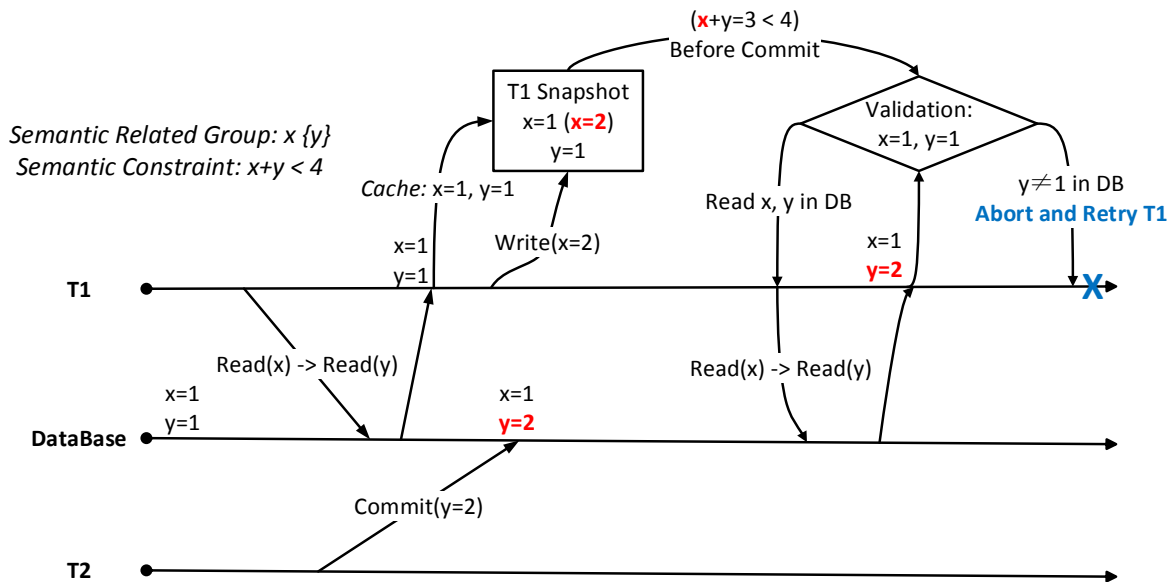 (x+y=3 < 4)
Before Commit
T1 Snapshot
x=1 (x=2)
y=1
Validation:
x=1, y=1
Semantic Related Group: x {y}
Semantic Constraint: x+y < 4
Cache: x=1, y=1
Read x, y in DB
y≠1 in DB
Abort and Retry T1
Write(x=2)
x=1
y=1
x=1
y=2
T1
X
Read(x) -> Read(y)
Read(x) -> Read(y)
x=1
y=1
x=1
y=2
DataBase
Commit(y=2)
T2